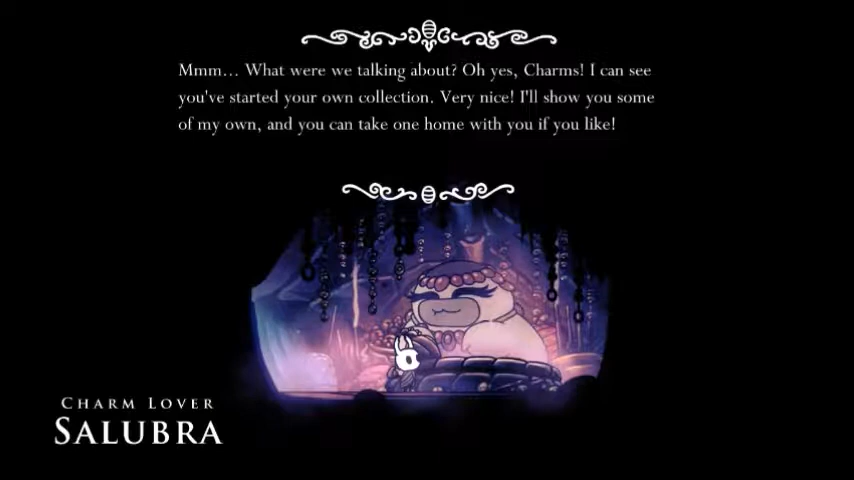 Mmm... What were we talking about? Oh yes, Charms! I can see
you've started your own collection. Very nice! I'll show you some
of my own, and you can take one home with you if you like!
Charm Lover
Salubra